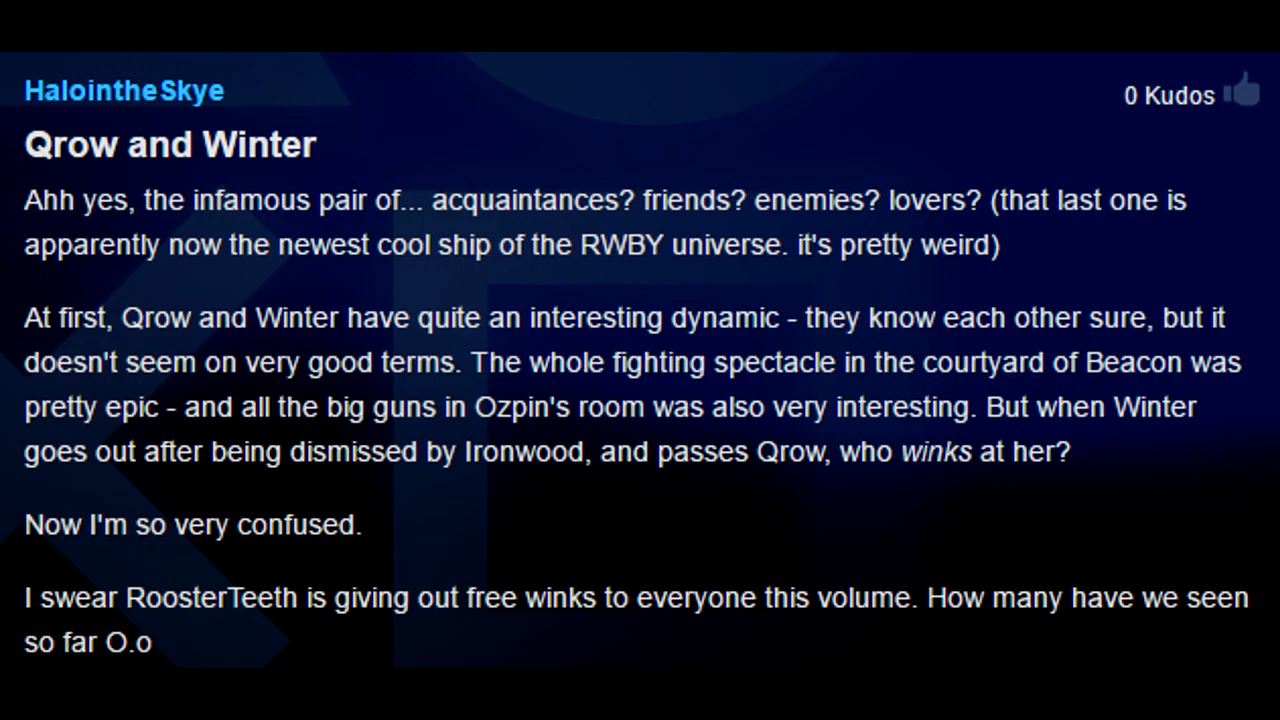 HalointheSkye
0 Kudos
Qrow and Winter
Ahh yes, the infamous pair of... acquaintances? friends? enemies? lovers? (that last one is
apparently now the newest cool ship of the RWBY universe. it's pretty weird)
At first, Qrow and Winter have quite an interesting dynamic - they know each other sure, but it
doesn't seem on very good terms. The whole fighting spectacle in the courtyard of Beacon was
pretty epic - and all the big guns in Ozpin's room was also very interesting. But when Winter
goes out after being dismissed by Ironwood, and passes Qrow, who winks at her?
Now I'm so very confused.
I swear RoosterTeeth is giving out free winks to everyone this volume. How many have we seen
so far O.o